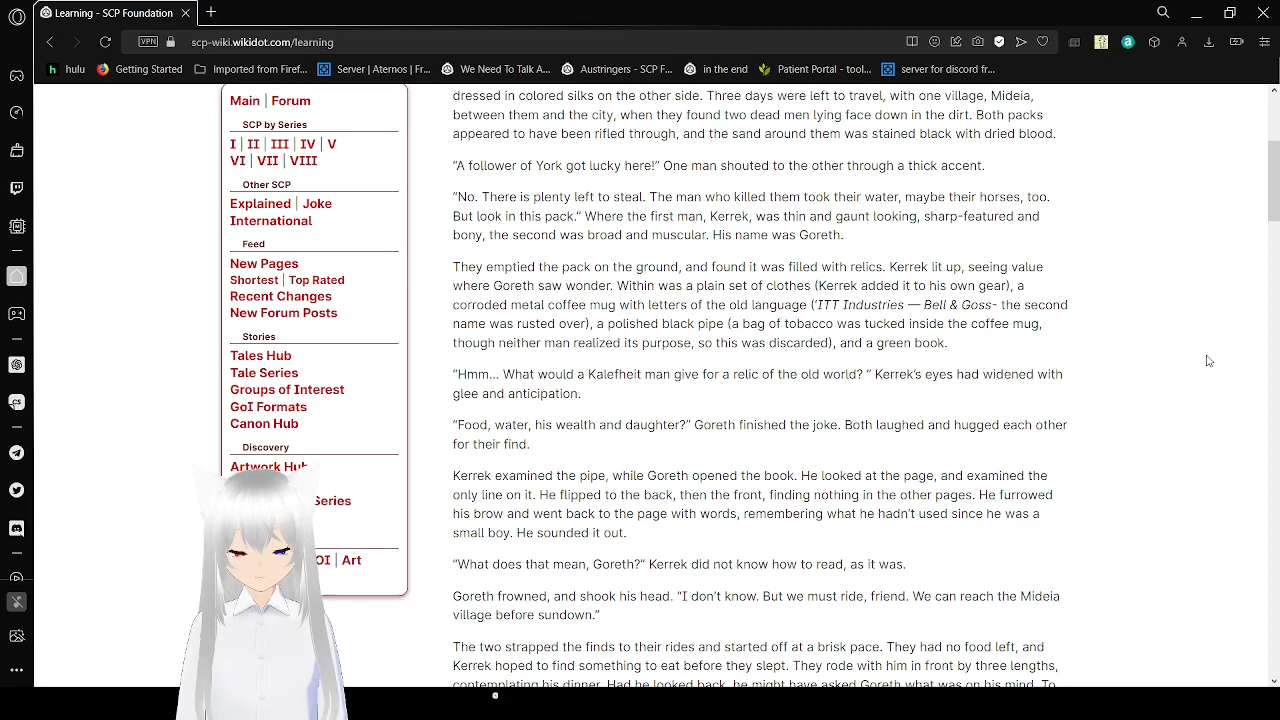 Learning - SCP Foundation
VPN
scp-wiki.wikidot.com/learning
hulu
Getting Started
Imported from Firef...
Server | Aternos | Fr...
We Need To Talk A...
Austringers - SCP F...
in the end
Patient Portal - tool...
server for discord fr...
Main | Forum
SCP by Series
I | II | III | IV | V
VI | VII | VIII
Other SCP
Explained | Joke
International
Feed
New Pages
Shortest | Top Rated
Recent Changes
New Forum Posts
Stories
Tales Hub
Tale Series
Groups of Interest
GoI Formats
Canon Hub
Discovery
Artwork Hub
Series
OI | Art
dressed in colored silks on the other side. Three days were left to travel, with one village, Mideia,
between them and the city, when they found two dead men lying face down in the dirt. Both packs
appeared to have been rifled through, and the sand around them was stained black with dried blood.
“A follower of York got lucky here!” One man shouted to the other through a thick accent.
“No. There is plenty left to steal. The man who killed them took their water, maybe their horses, too.
But look in this pack.” Where the first man, Kerrek, was thin and gaunt looking, sharp-featured and
bony, the second was broad and muscular. His name was Goreth.
They emptied the pack on the ground, and found it was filled with relics. Kerrek lit up, seeing value
where Goreth saw wonder. Within was a plain set of clothes (Kerrek added it to his own gear), a
corroded metal coffee mug with letters of the old language (‘ITT Industries — Bell & Goss- the second
name was rusted over), a polished black pipe (a bag of tobacco was tucked inside the coffee mug,
though neither man realized its purpose, so this was discarded), and a green book.
“Hmm... What would a Kalefheit man give for a relic of the old world? ” Kerrek’s eyes had widened with
glee and anticipation.
“Food, water, his wealth and daughter?” Goreth finished the joke. Both laughed and hugged each other
for their find.
Kerrek examined the pipe, while Goreth opened the book. He looked at the page, and examined the
only line on it. He flipped to the back, then the front, finding nothing in the other pages. He furrowed
his brow and went back to the page with words, remembering what he hadn’t used since he was a
small boy. He sounded it out.
“What does that mean, Goreth?” Kerrek did not know how to read, as it was.
Goreth frowned, and shook his head. “I don’t know. But we must ride, friend. We can reach the Mideia
village before sundown.”
The two strapped the finds to their rides and started off at a brisk pace. They had no food left, and
Kerrek hoped to find something to eat before they slept. They rode with him in front by three lengths,
contemplating his dinner. Had he looked back, he might have asked Goreth what was on his mind. To